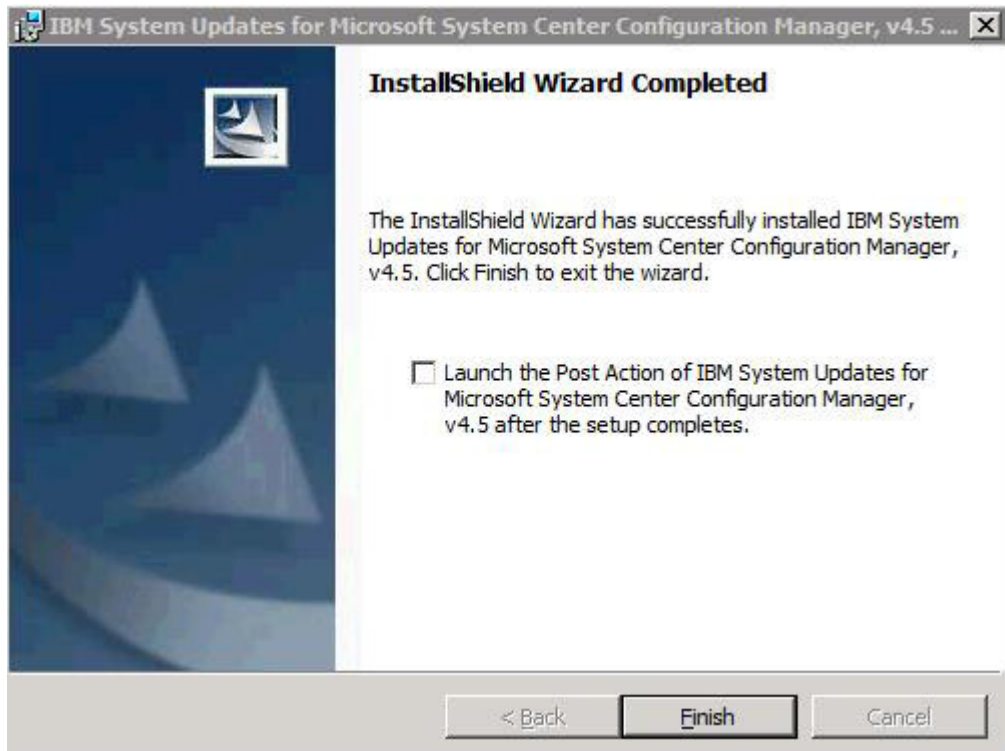 IBM System Updates for Microsoft System Center Configuration Manager, v4.5 ...
InstallShield Wizard Completed
The InstallShield Wizard has successfully installed IBM System
Updates for Microsoft System Center Configuration Manager,
v4.5. Click Finish to exit the wizard.
Launch the Post Action of IBM System Updates for
Microsoft System Center Configuration Manager,
v4.5 after the setup completes.
< Back
Finish
Cancel